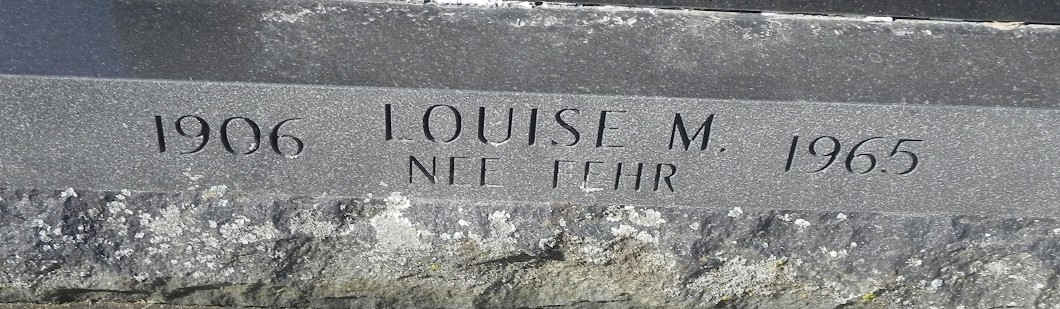 1906 LOUISE M. 1965
NEE FEHR